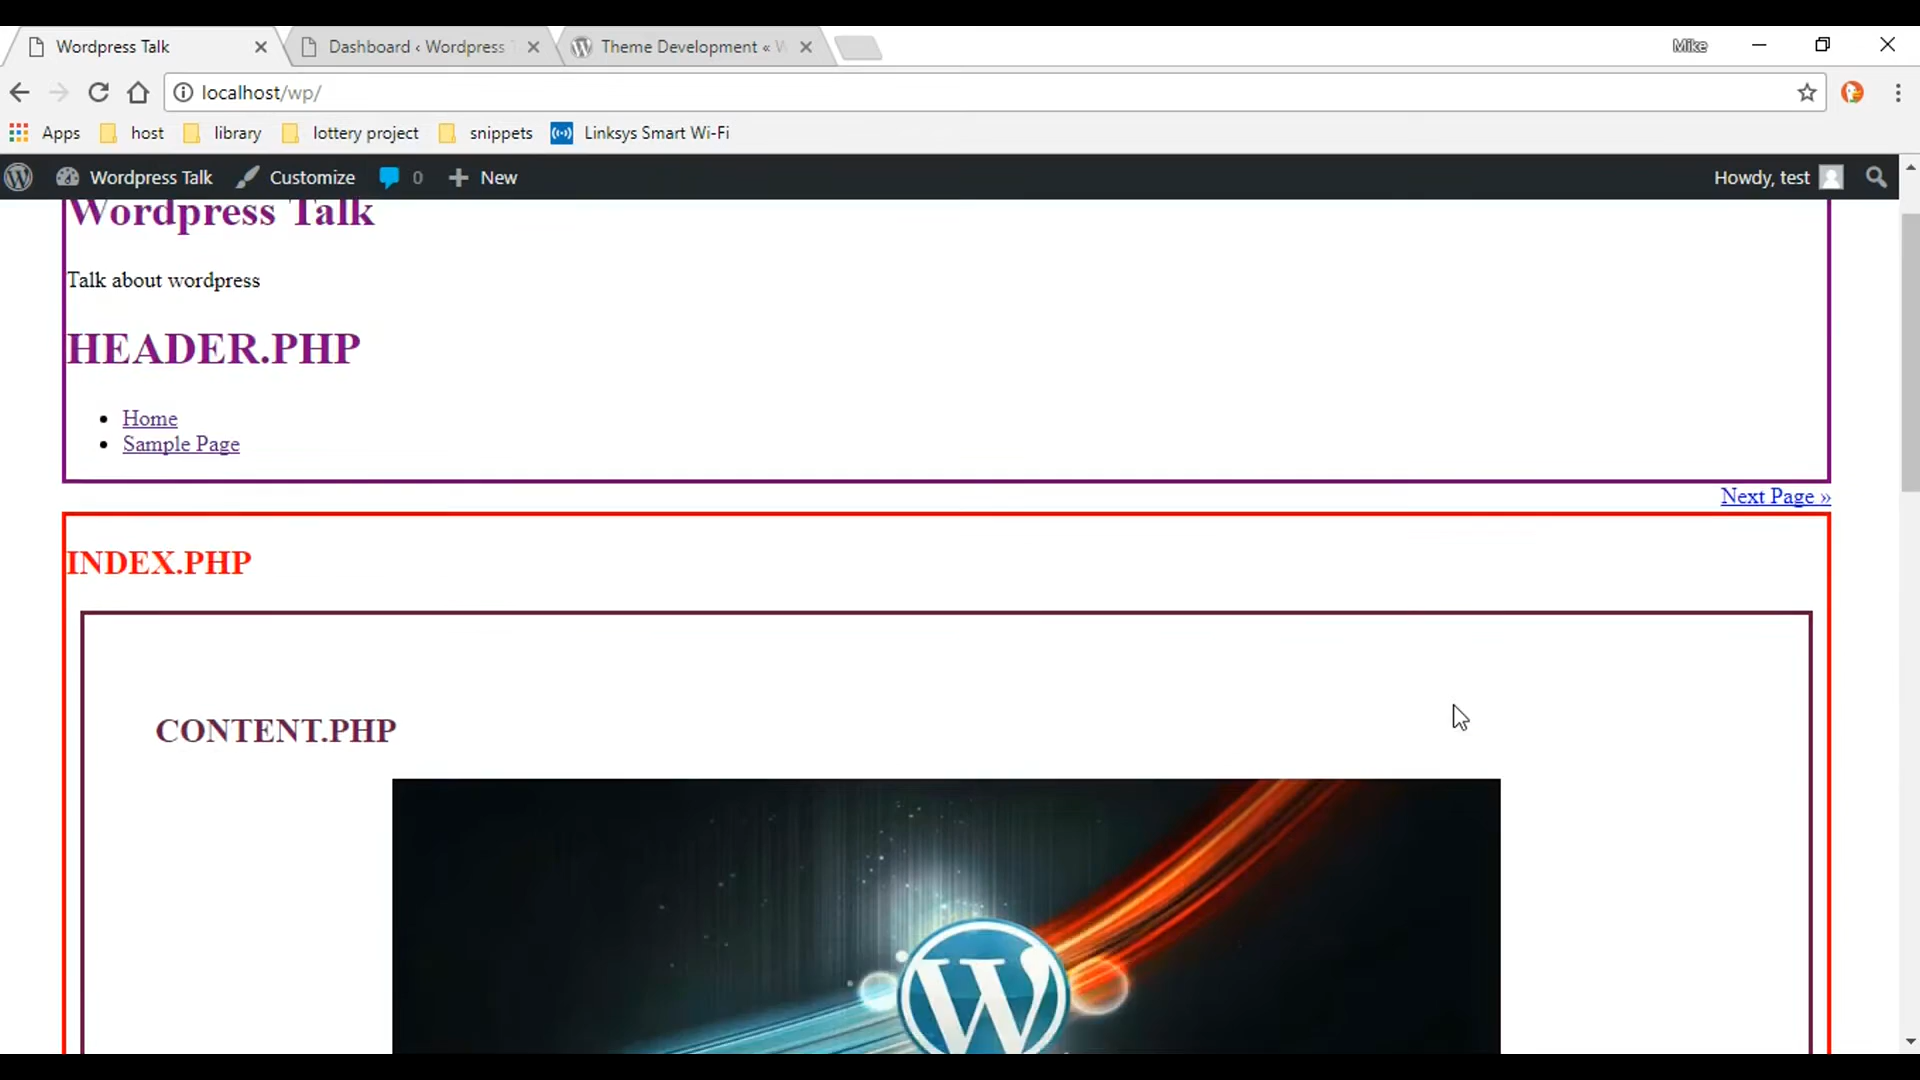 Wordpress Talk
Dashboard ‹ Wordpress
Theme Development « W
Mike
localhost/wp/
Apps host library lottery project snippets Linksys Smart Wi-Fi
Wordpress Talk Customize 0 New Howdy, test
Wordpress Talk
Talk about wordpress
HEADER.PHP
Home
Sample Page
Next Page »
INDEX.PHP
CONTENT.PHP